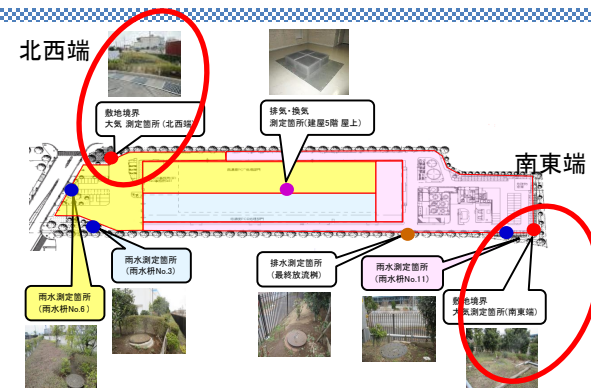 北西端
敷地境界
大気 測定箇所 (北西端)
排気・換気
測定箇所(建屋5階 屋上)
南東端
雨水測定箇所
(雨水枡No.6)
雨水測定箇所
(雨水枡No.3)
排水測定箇所
(最終放流桝)
雨水測定箇所
(雨水枡No.11)
敷地境界
大気測定箇所(南東端)